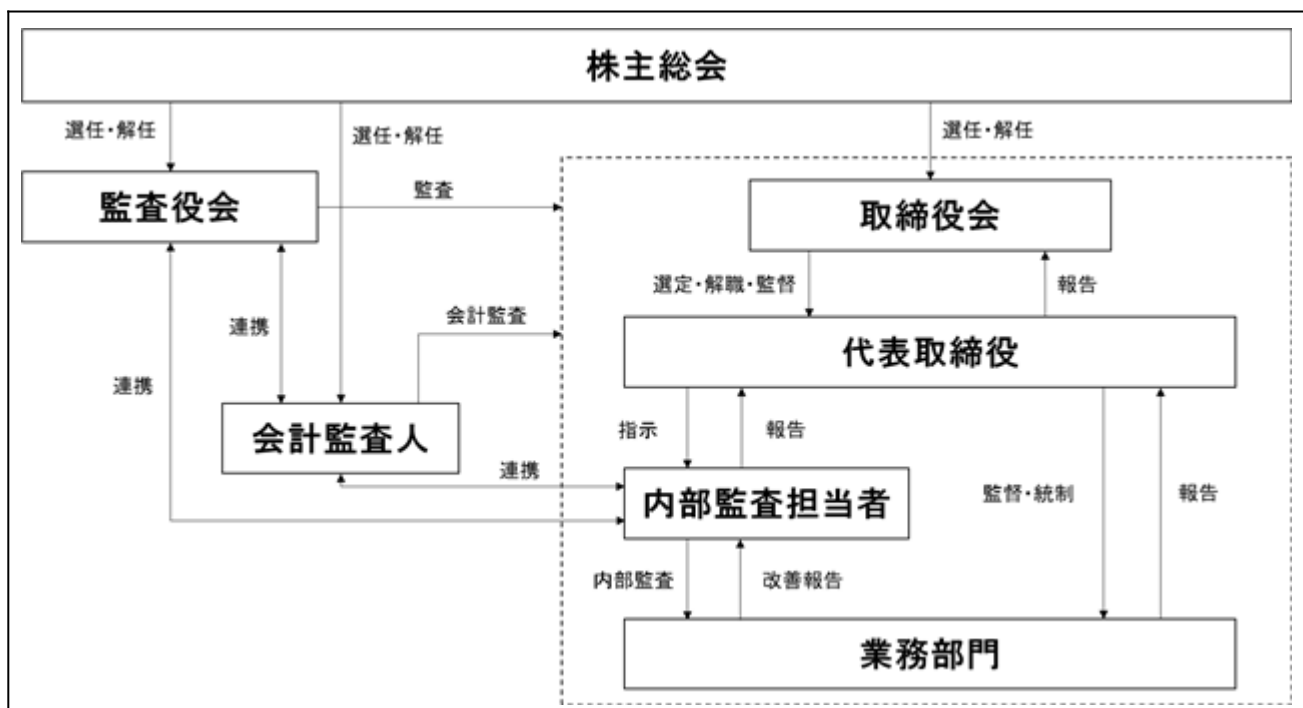 株主総会
選任・解任
選任・解任
選任・解任
監査役会
監査
取締役会
選定・解職・監督
報告
連携
会計監査
代表取締役
連携
会計監査人
指示
報告
連携
内部監査担当者
監督・統制
報告
内部監査
改善報告
業務部門